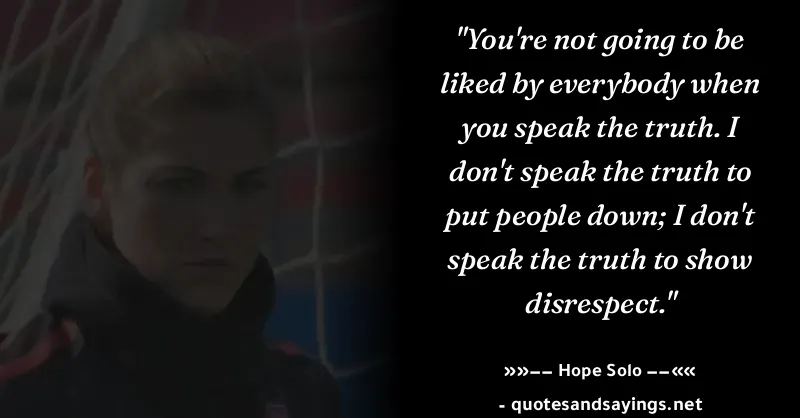 "You're not going to be
liked by everybody when
you speak the truth. I
don't speak the truth to
put people down; I don't
speak the truth to show
disrespect."
»»—— Hope Solo ——««
- quotesandsayings.net